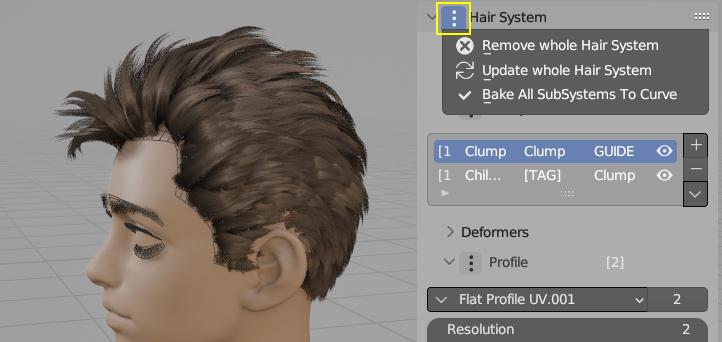 Hair System
Remove whole Hair System
Update whole Hair System
Bake All SubSystems To Curve
[1 Clump Clump GUIDE
[1 Chil... [TAG] Clump
Deformers
Profile [2]
Flat Profile UV.001 2
Resolution 2